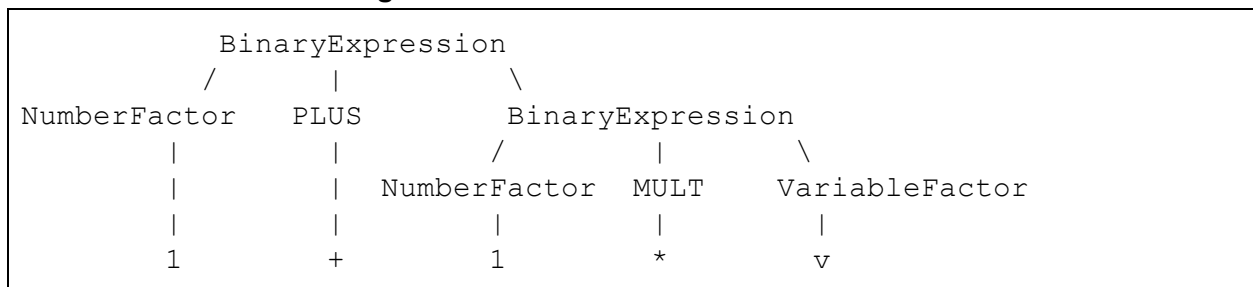 BinaryExpression
/ | \
NumberFactor PLUS BinaryExpression
| | / | \
| | NumberFactor MULT VariableFactor
| | | | |
1 + 1 * v